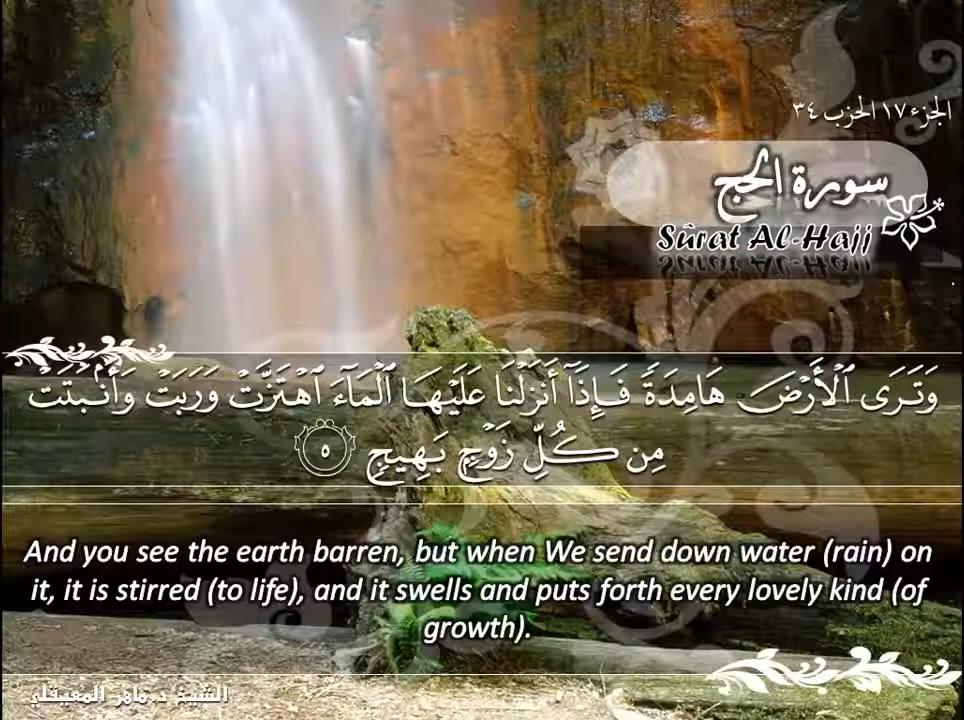 الجزء ١٧ الحزب ٣٤
سورة الحج
Sûrat Al-Hajj
وَتَرَى ٱلْأَرْضَ هَامِدَةً فَإِذَآ أَنزَلْنَا عَلَيْهَا ٱلْمَآءَ ٱهْتَزَّتْ وَرَبَتْ وَأَنۢبَتَتْ
مِن كُلِّ زَوْجٍۭ بَهِيجٍ ٥
And you see the earth barren, but when We send down water (rain) on
it, it is stirred (to life), and it swells and puts forth every lovely kind (of
growth).
الشيخ د. ماهر المعيقلي